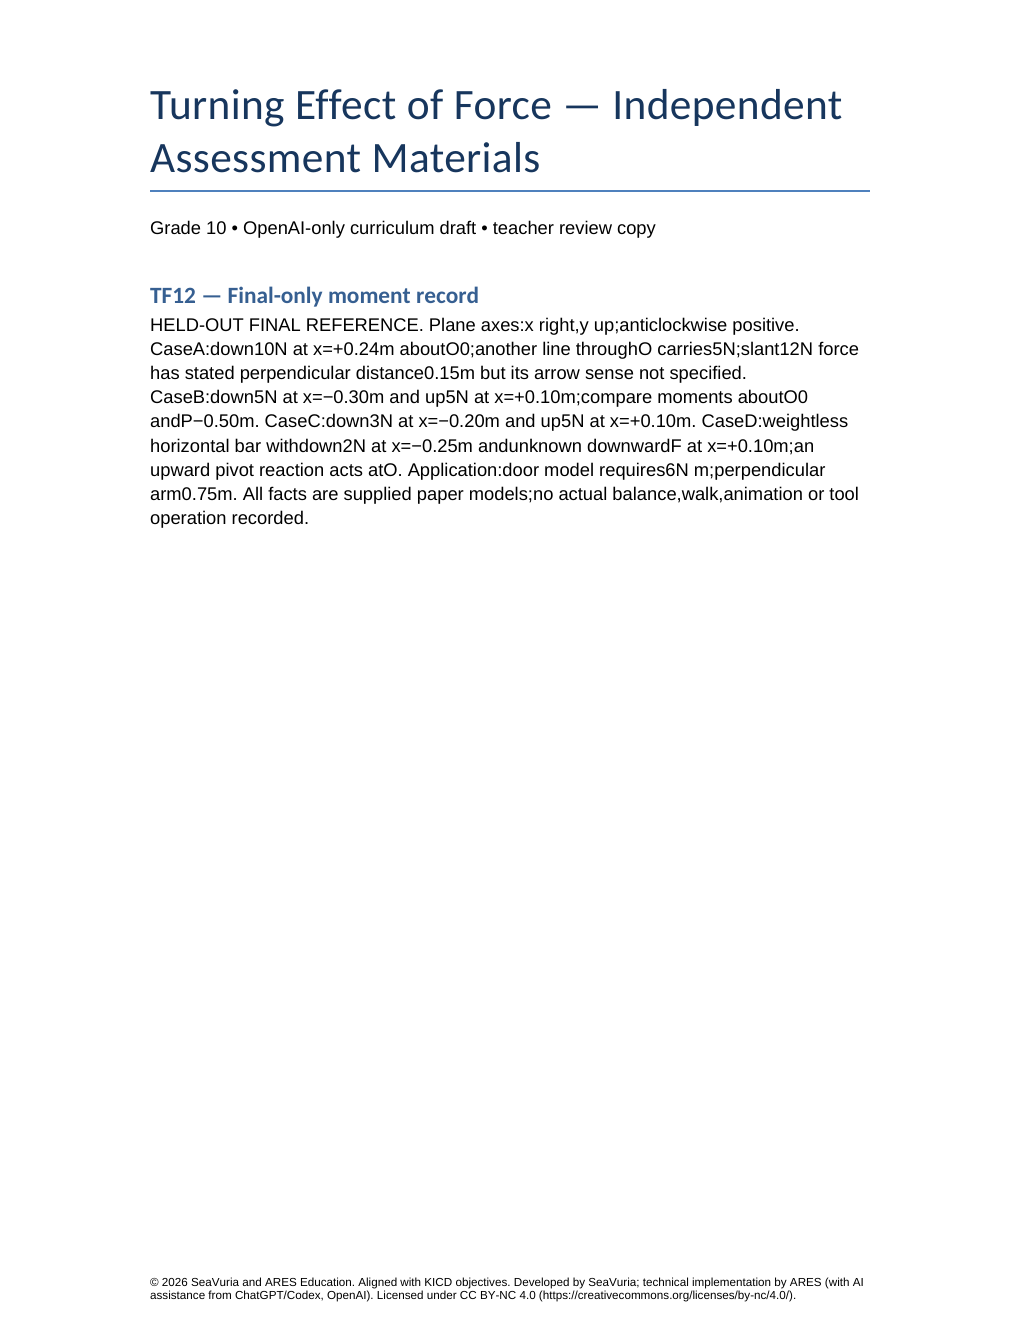 Turning Effect of Force — Independent
Assessment Materials
Grade 10 • OpenAI-only curriculum draft • teacher review copy
TF12 — Final-only moment record
HELD-OUT FINAL REFERENCE. Plane axes:x right,y up;anticlockwise positive.
CaseA:down10N at x=+0.24m aboutO0;another line throughO carries5N;slant12N force
has stated perpendicular distance0.15m but its arrow sense not specified.
CaseB:down5N at x=−0.30m and up5N at x=+0.10m;compare moments aboutO0
andP−0.50m. CaseC:down3N at x=−0.20m and up5N at x=+0.10m. CaseD:weightless
horizontal bar withdown2N at x=−0.25m andunknown downwardF at x=+0.10m;an
upward pivot reaction acts atO. Application:door model requires6N m;perpendicular
arm0.75m. All facts are supplied paper models;no actual balance,walk,animation or tool
operation recorded.
© 2026 SeaVuria and ARES Education. Aligned with KICD objectives. Developed by SeaVuria; technical implementation by ARES (with AI
assistance from ChatGPT/Codex, OpenAI). Licensed under CC BY-NC 4.0 (https://creativecommons.org/licenses/by-nc/4.0/).